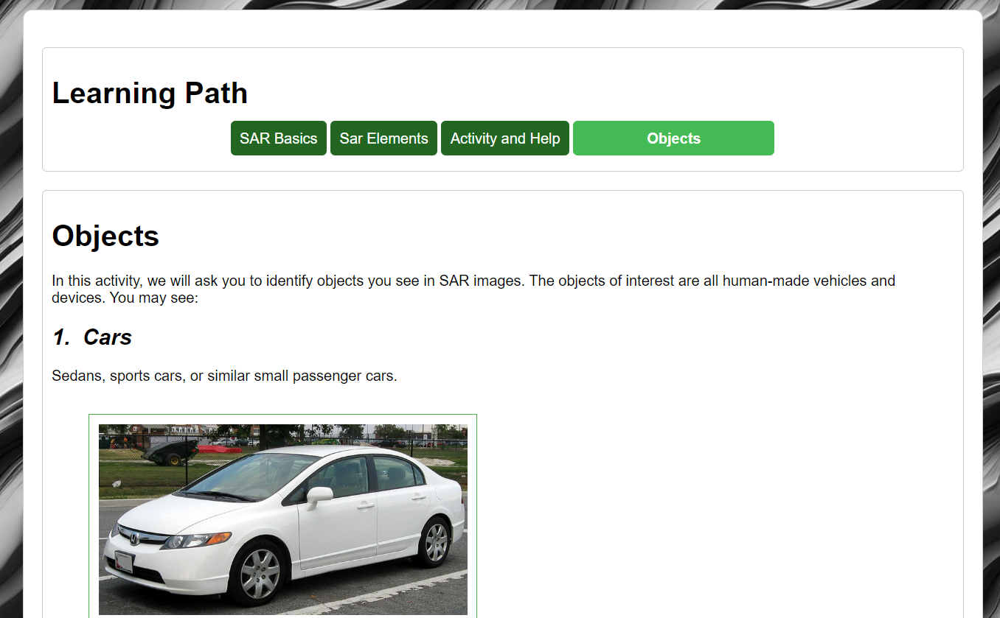 Learning Path
SAR Basics
Sar Elements
Activity and Help
Objects
Objects
In this activity, we will ask you to identify objects you see in SAR images. The objects of interest are all human-made vehicles and
devices. You may see:
1. Cars
Sedans, sports cars, or similar small passenger cars.